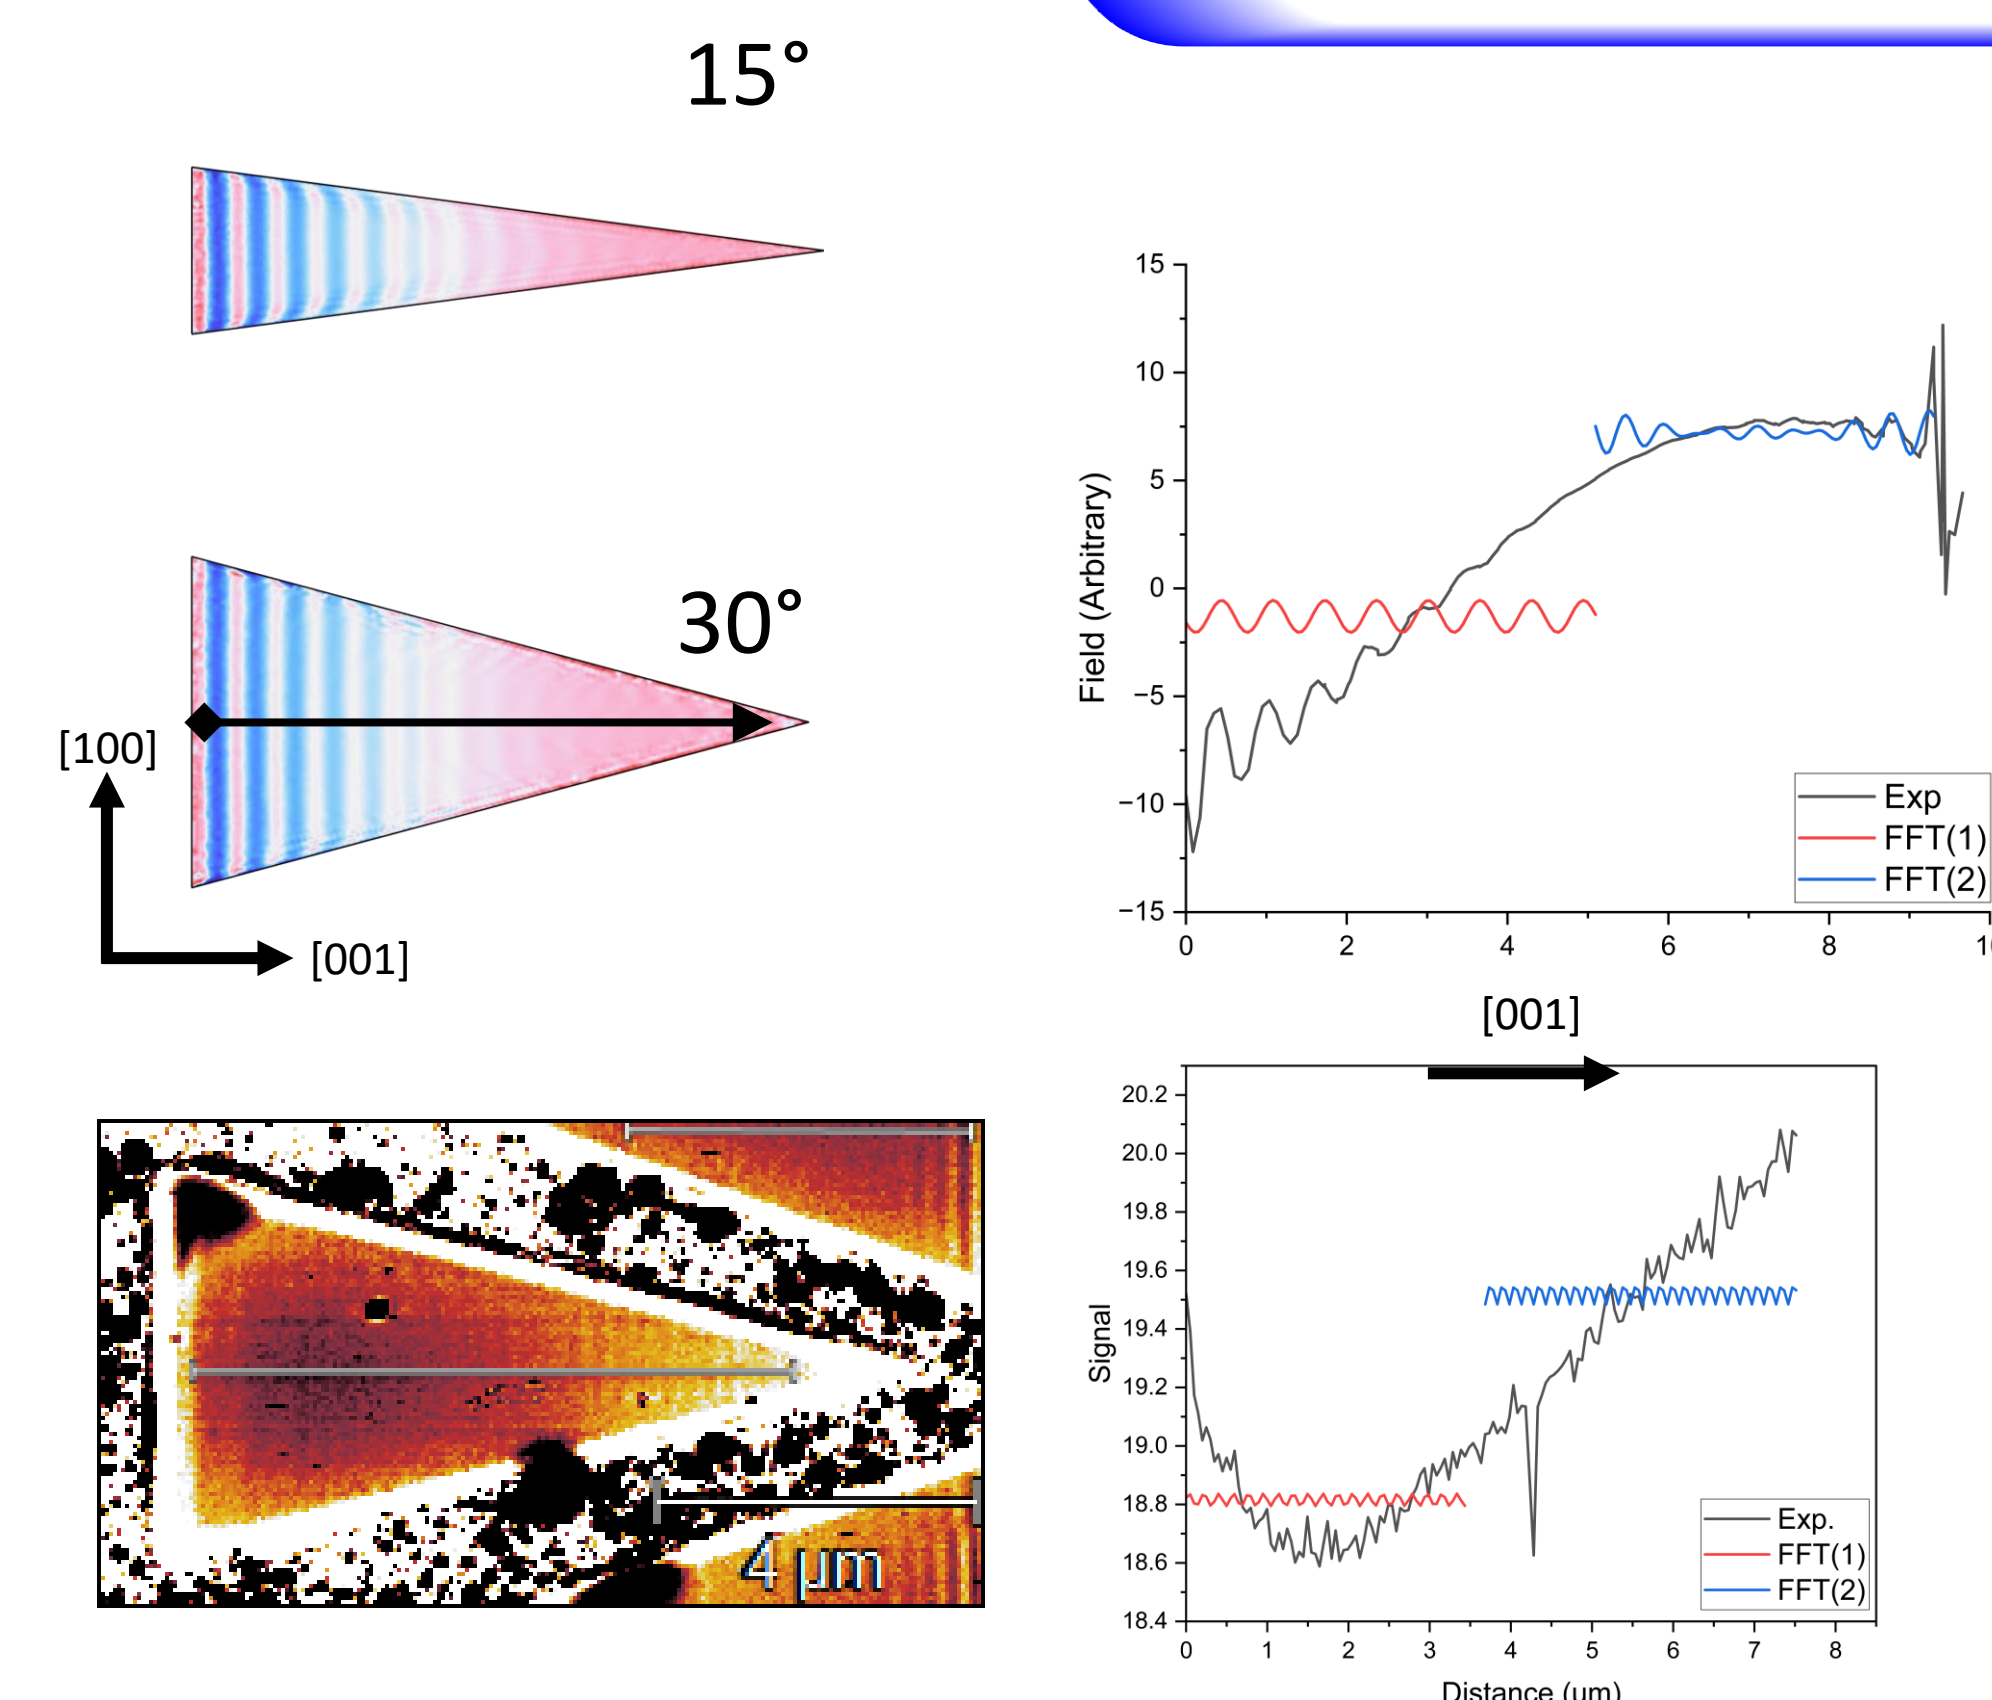 15°
30°
[100]
[001]
4 µm
15
10
5
0
−5
−10
−15
Field (Arbitrary)
0 2 4 6 8
Exp
FFT(1)
FFT(2)
[001]
20.2
20.0
19.8
19.6
19.4
19.2
19.0
18.8
18.6
18.4
Signal
0 1 2 3 4 5 6 7 8
Distance (um)
Exp.
FFT(1)
FFT(2)